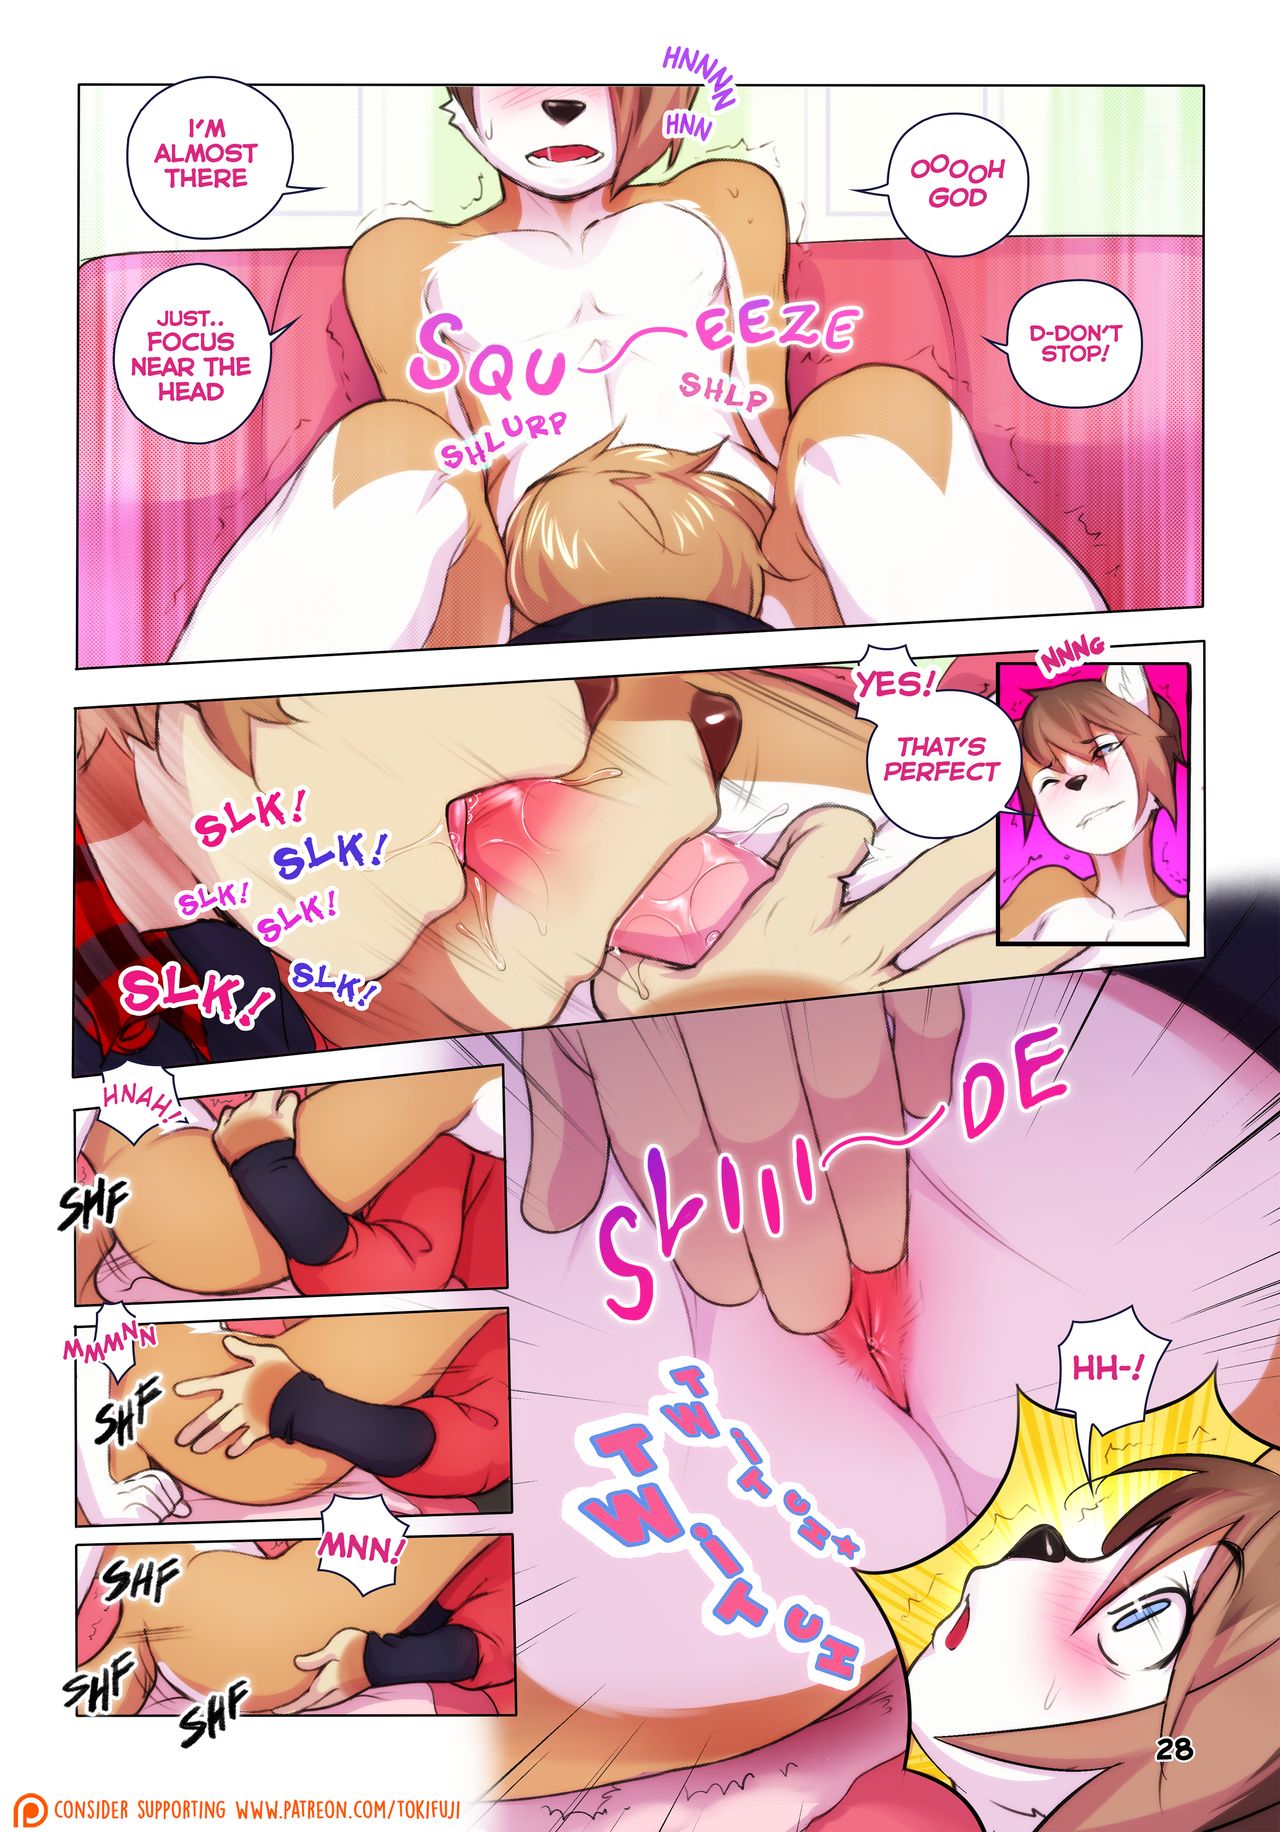 HNNNN
HNN
I'M
ALMOST
THERE
OOOOH
GOD
JUST..
FOCUS
NEAR THE
HEAD
D-DON'T
STOP!
SQU~EEZE
SHLURP
SHLP
YES!
THAT'S
PERFECT
NNNG
SLK!
SLK!
SLK!
SLK!
SLK!
SLK!
HNAH!
SHF
SLIIII~DE
MMMNN
SHF
TWITCH
TWITCH
HH-!
MNN!
SHF
SHF
SHF
28
CONSIDER SUPPORTING WWW.PATREON.COM/TOKIFUJI